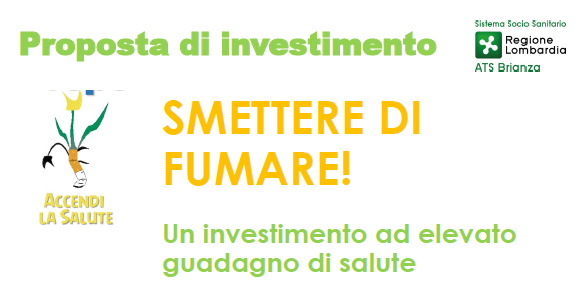 Proposta di investimento
Sistema Socio Sanitario
Regione
Lombardia
ATS Brianza
SMETTERE DI
FUMARE!
ACCENDI
LA SALUTE
Un investimento ad elevato
guadagno di salute